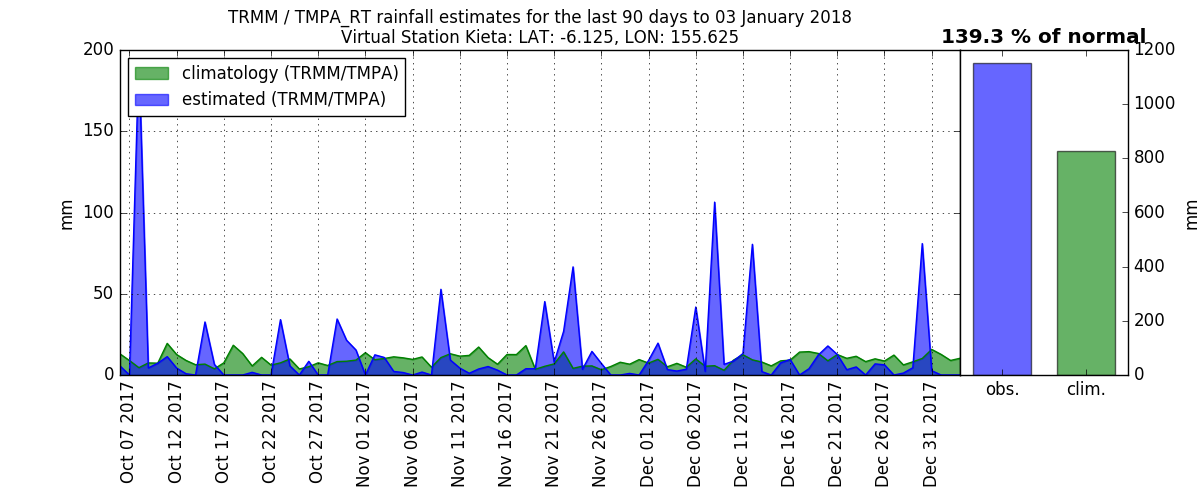 TRMM / TMPA_RT rainfall estimates for the last 90 days to 03 January 2018
Virtual Station Kieta: LAT: -6.125, LON: 155.625
139.3 % of normal
climatology (TRMM/TMPA)
estimated (TRMM/TMPA)
200
150
100
50
0
mm
Oct 07 2017
Oct 12 2017
Oct 17 2017
Oct 22 2017
Oct 27 2017
Nov 01 2017
Nov 06 2017
Nov 11 2017
Nov 16 2017
Nov 21 2017
Nov 26 2017
Dec 01 2017
Dec 06 2017
Dec 11 2017
Dec 16 2017
Dec 21 2017
Dec 26 2017
Dec 31 2017
obs.
clim.
1200
1000
800
600
400
200
0
mm